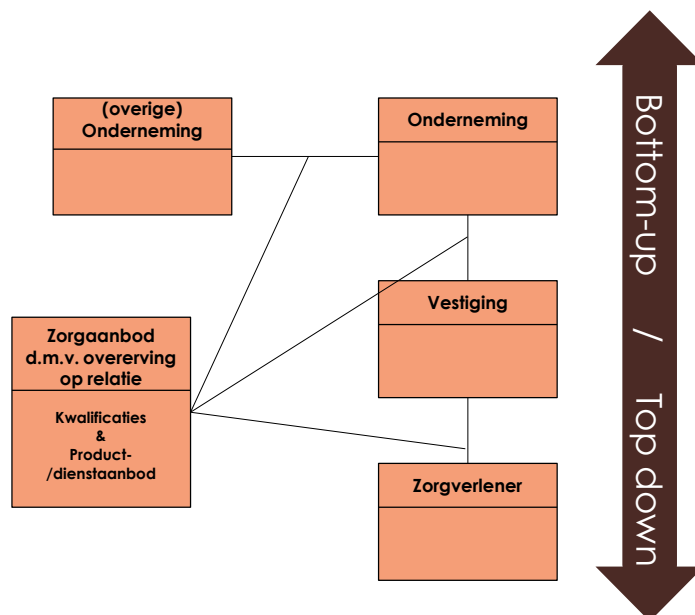 (overige)
Onderneming
Onderneming
Vestiging
Zorgaanbod
d.m.v. overerving
op relatie
Kwalificaties
&
Product-
/dienstaanbod
Zorgverlener
Bottom-up / Top down